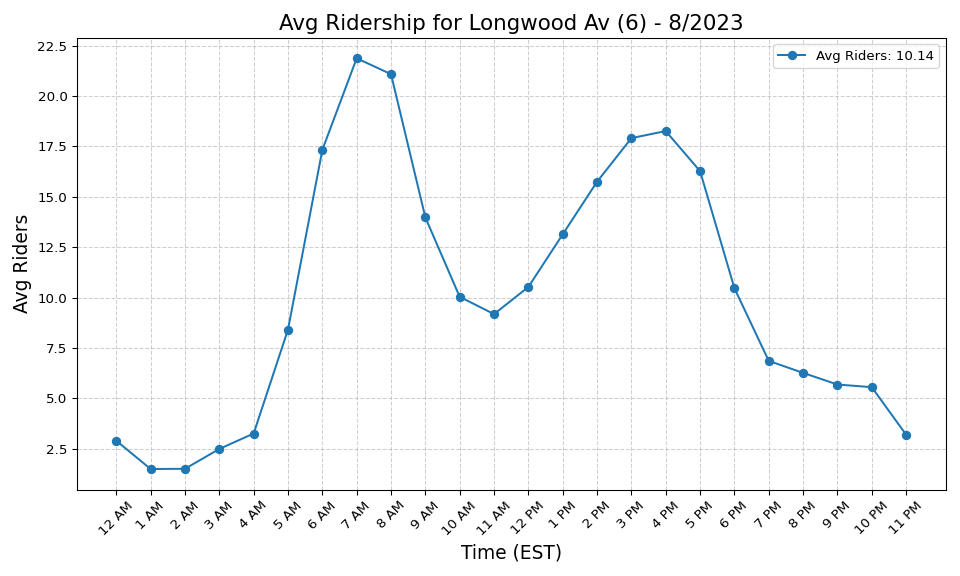 Avg Ridership for Longwood Av (6) - 8/2023
Avg Riders: 10.14
Avg Riders
22.5
20.0
17.5
15.0
12.5
10.0
7.5
5.0
2.5
12 AM
1 AM
2 AM
3 AM
4 AM
5 AM
6 AM
7 AM
8 AM
9 AM
10 AM
11 AM
12 PM
1 PM
2 PM
3 PM
4 PM
5 PM
6 PM
7 PM
8 PM
9 PM
10 PM
11 PM
Time (EST)